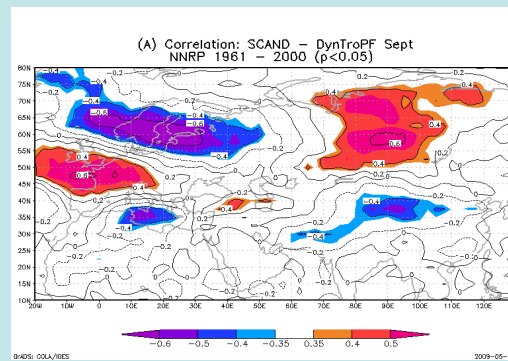 (A) Correlation: SCAND – DynTroPF Sept
NNRP 1961 – 2000 (p<0.05)
80N
75N
70N
65N
60N
55N
50N
45N
40N
35N
30N
25N
20N
15N
10N
20W 10W 0 10E 20E 30E 40E 50E 60E 70E 80E 90E 100E 110E 120E
−0.6 −0.5 −0.4 −0.35 0.35 0.4 0.5
GrADS: COLA/IGES
2009−05−